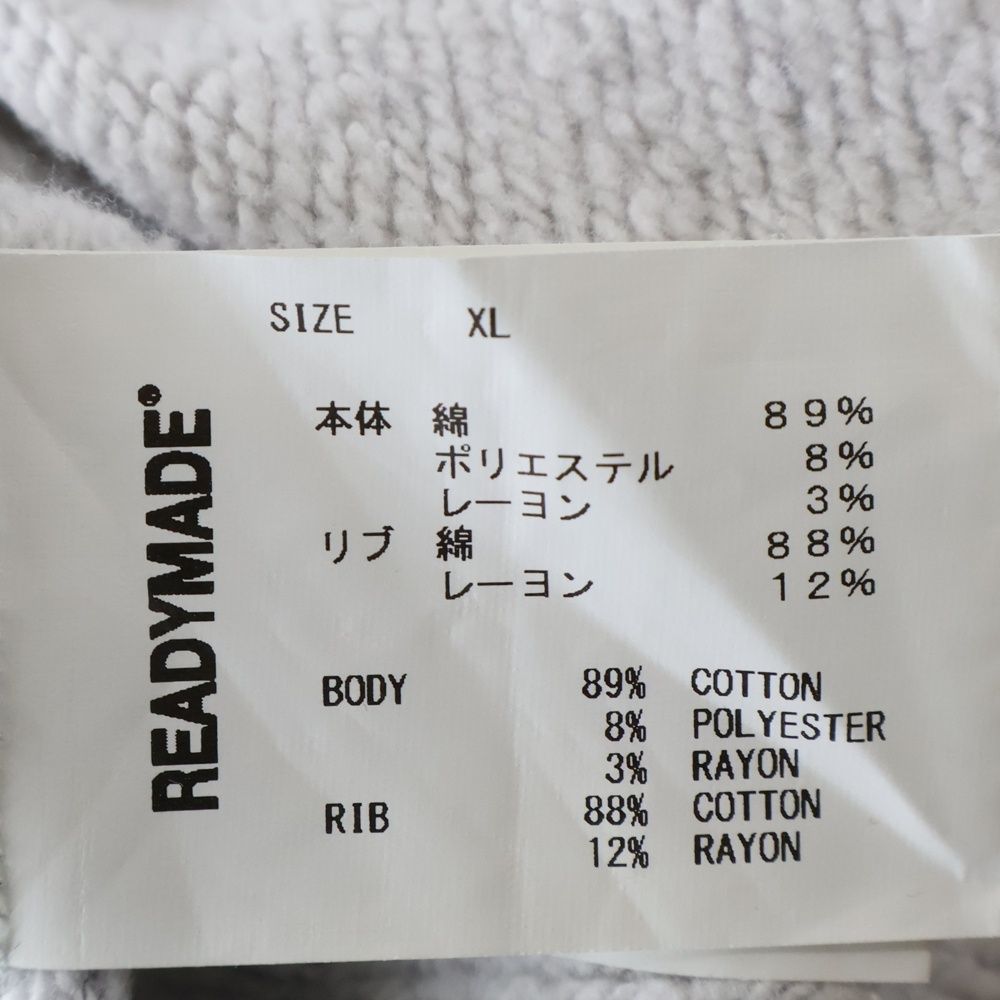 SIZE XL
本体 綿 89%
ポリエステル 8%
レーヨン 3%
リブ 綿 88%
レーヨン 12%
BODY 89% COTTON
8% POLYESTER
3% RAYON
RIB 88% COTTON
12% RAYON
READYMADE®